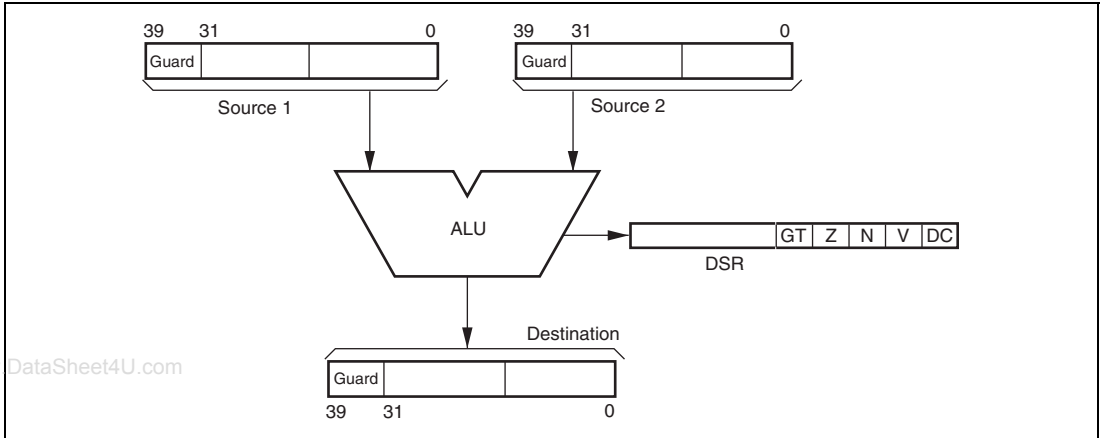 39 31 0 39 31 0
Guard Guard
Source 1 Source 2
ALU
GT Z N V DC
DSR
Destination
DataSheet4U.com
Guard
39 31 0